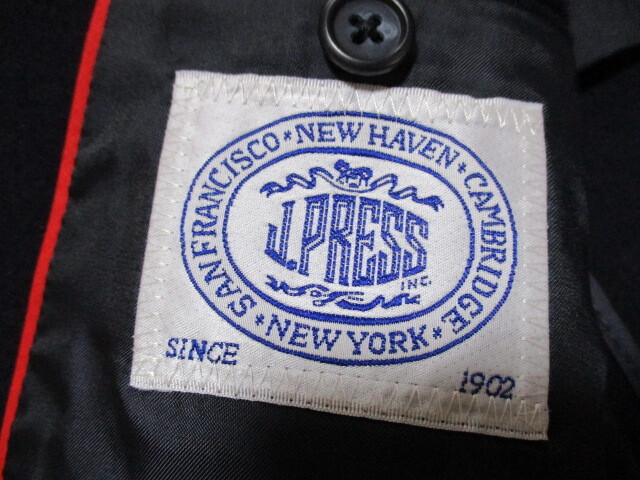 SAN FRANCISCO * NEW HAVEN * CAMBRIDGE * NEW YORK *
J. PRESS
INC.
SINCE 1902